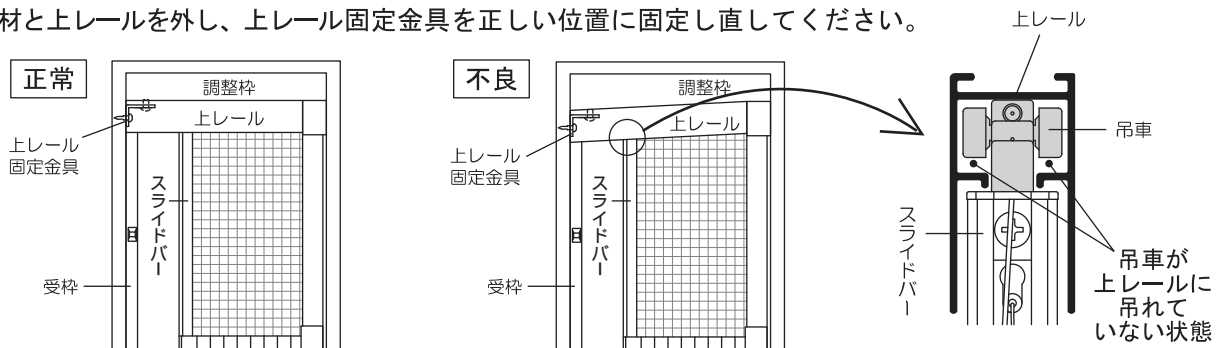 材と上レールを外し、上レール固定金具を正しい位置に固定し直してください。
正常
調整枠
上レール
上レール
固定金具
スライドバー
受枠
不良
調整枠
上レール
上レール
固定金具
スライドバー
受枠
上レール
吊車
スライドバー
吊車が
上レールに
吊れて
いない状態